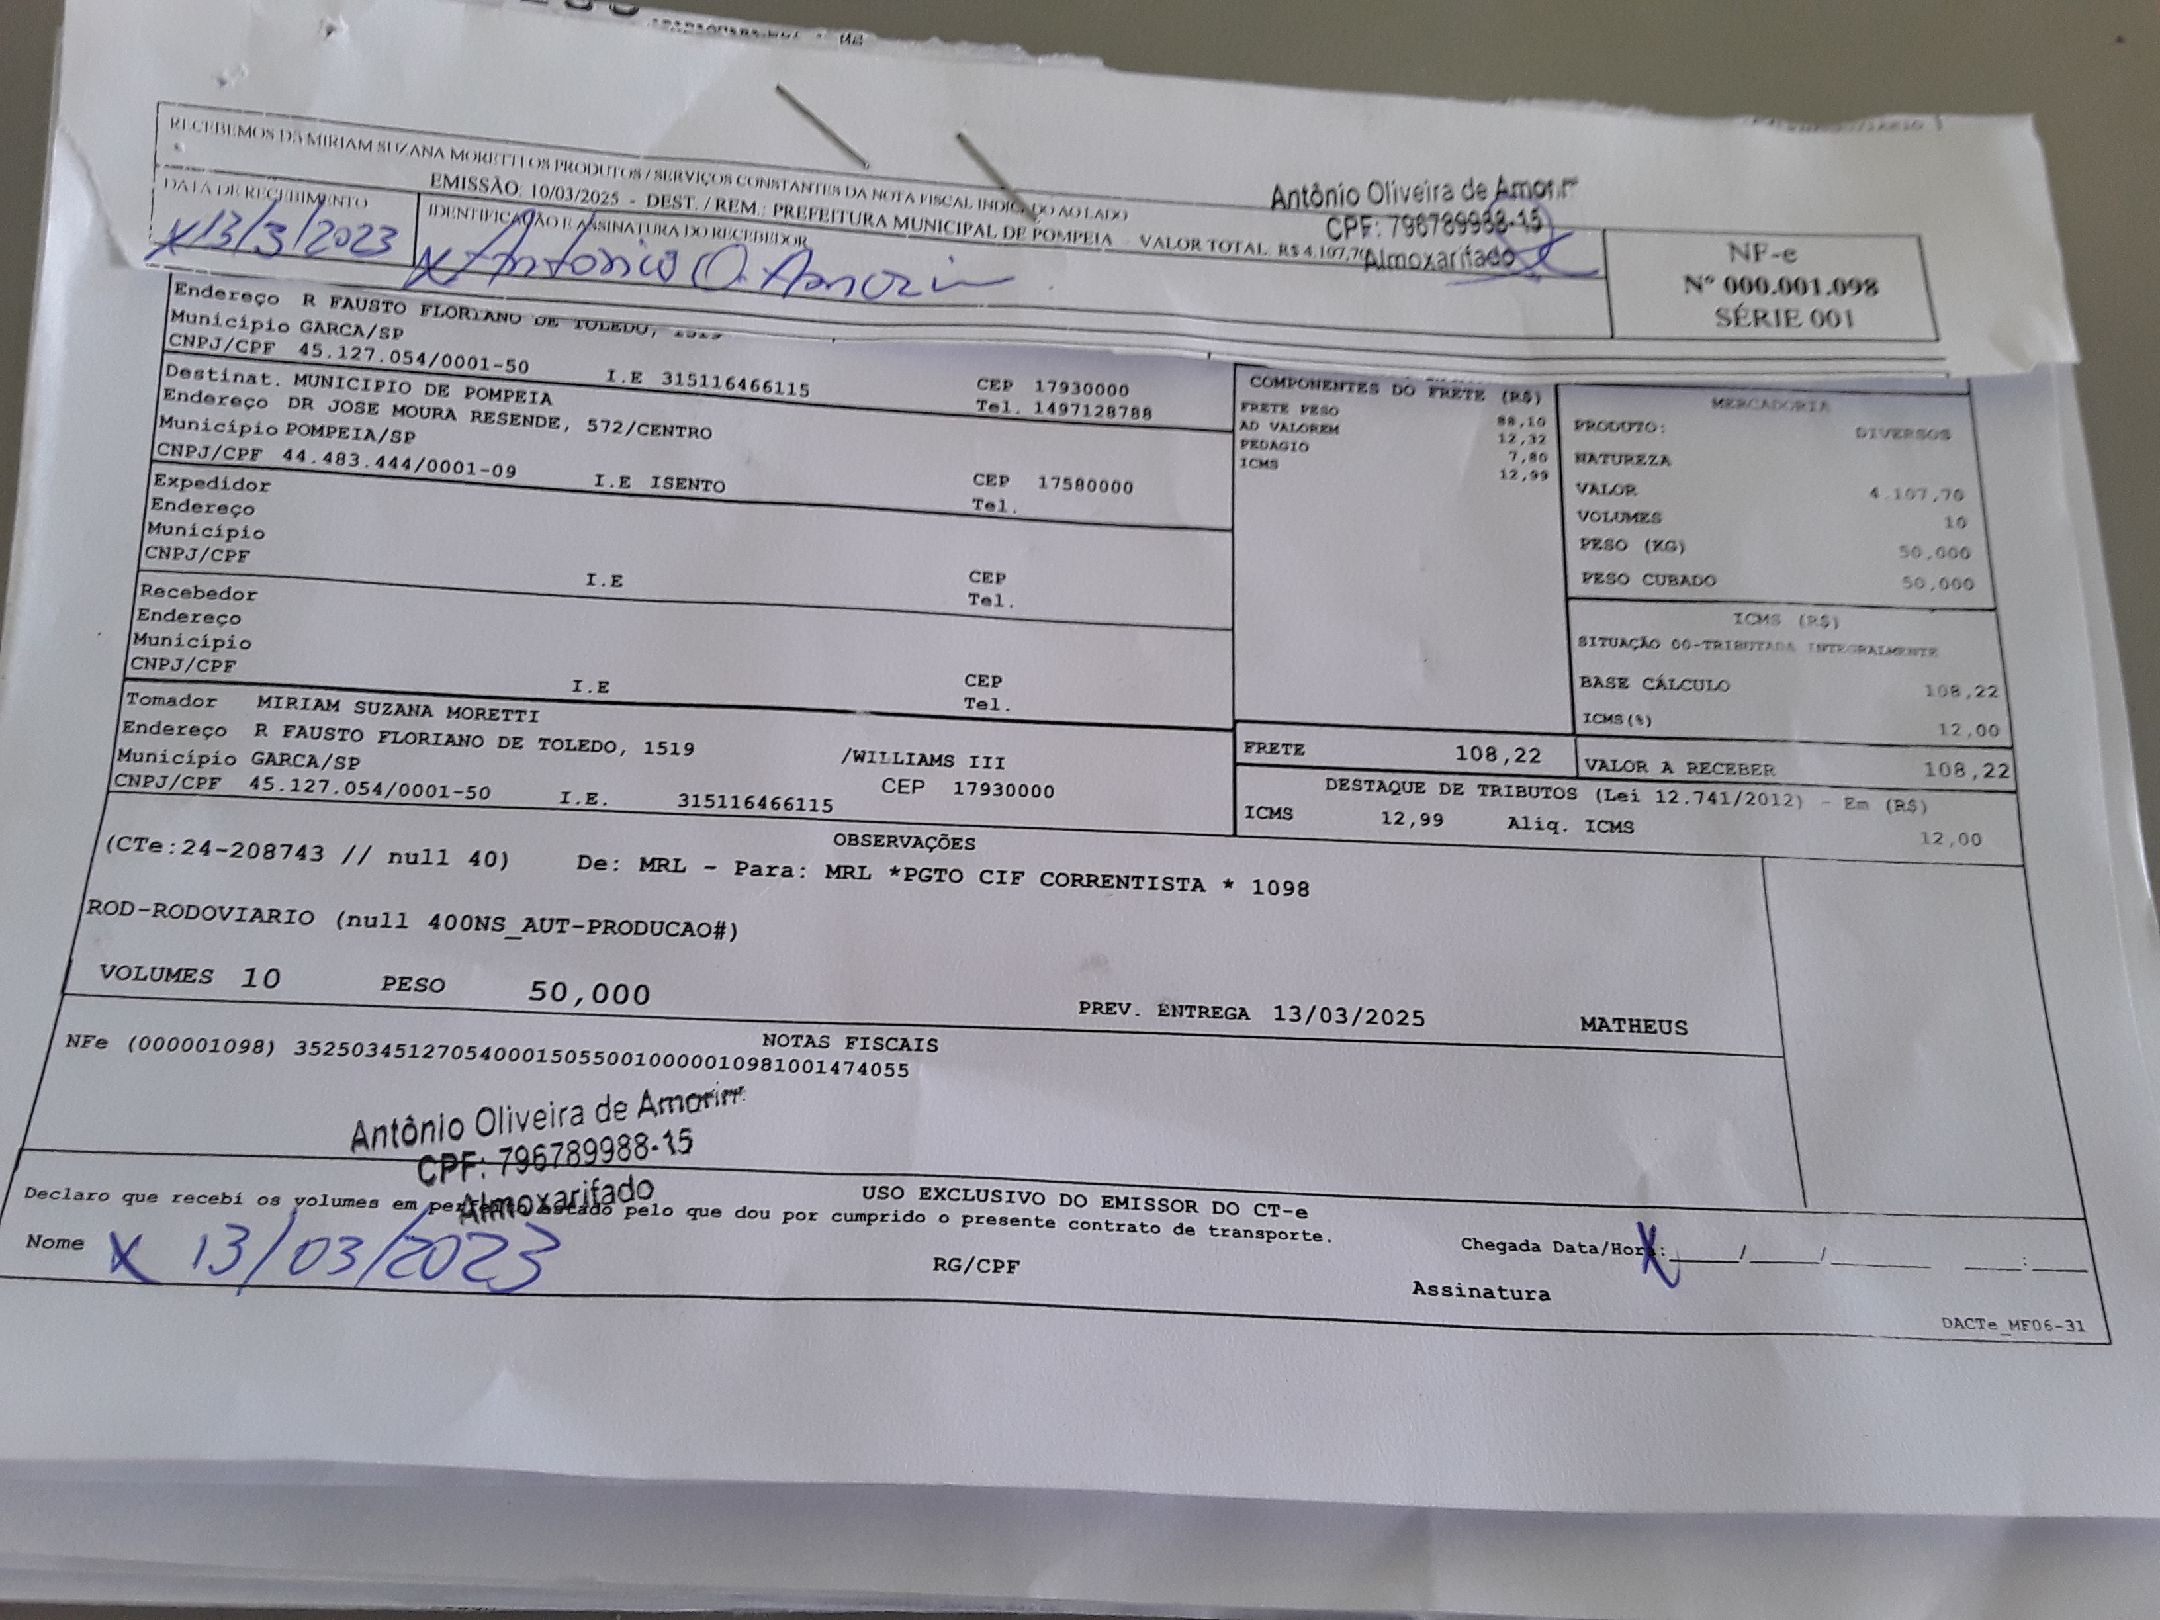 RECEBEMOS DE MIRIAM SUZANA MORETTI OS PRODUTOS / SERVIÇOS CONSTANTES DA NOTA FISCAL INDICADO AO LADO
EMISSÃO: 10/03/2025 - DEST. / REM.: PREFEITURA MUNICIPAL DE POMPEIA - VALOR TOTAL: R$ 4.107,70
Antônio Oliveira de Amorim
CPF: 796789988-15
Almoxarifado
DATA DE RECEBIMENTO
x 13/3/2023
IDENTIFICAÇÃO E ASSINATURA DO RECEBEDOR
x Antonio O. Amorim
NF-e
Nº 000.001.098
SÉRIE 001
Endereço R FAUSTO FLORIANO DE TOLEDO, 1519
Município GARCA/SP
CNPJ/CPF 45.127.054/0001-50 I.E 315116466115 CEP 17930000
Tel. 1497128788
Destinat. MUNICIPIO DE POMPEIA
Endereço DR JOSE MOURA RESENDE, 572/CENTRO
Município POMPEIA/SP
CNPJ/CPF 44.483.444/0001-09 I.E ISENTO CEP 17580000
Tel.
Expedidor
Endereço
Município
CNPJ/CPF I.E CEP
Tel.
Recebedor
Endereço
Município
CNPJ/CPF I.E CEP
Tel.
Tomador MIRIAM SUZANA MORETTI
Endereço R FAUSTO FLORIANO DE TOLEDO, 1519 /WILLIAMS III
Município GARCA/SP CEP 17930000
CNPJ/CPF 45.127.054/0001-50 I.E. 315116466115
COMPONENTES DO FRETE (R$)
FRETE PESO 88,10
AD VALOREM 12,32
PEDAGIO 7,80
ICMS 12,99
MERCADORIA
PRODUTO: DIVERSOS
NATUREZA
VALOR 4.107,70
VOLUMES 10
PESO (KG) 50,000
PESO CUBADO 50,000
ICMS (R$)
SITUAÇÃO 00-TRIBUTADA INTEGRALMENTE
BASE CÁLCULO 108,22
ICMS(%) 12,00
FRETE 108,22
VALOR A RECEBER 108,22
DESTAQUE DE TRIBUTOS (Lei 12.741/2012) - Em (R$)
ICMS 12,99 Aliq. ICMS 12,00
OBSERVAÇÕES
(CTe:24-208743 // null 40) De: MRL - Para: MRL *PGTO CIF CORRENTISTA * 1098
ROD-RODOVIARIO (null 400NS_AUT-PRODUCAO#)
VOLUMES 10 PESO 50,000 PREV. ENTREGA 13/03/2025 MATHEUS
NOTAS FISCAIS
NFe (000001098) 35250345127054000150550010000010981001474055
Antônio Oliveira de Amorim
CPF: 796789988-15
Almoxarifado
USO EXCLUSIVO DO EMISSOR DO CT-e
Declaro que recebi os volumes em perfeito estado pelo que dou por cumprido o presente contrato de transporte.
Nome x 13/03/2023 RG/CPF Chegada Data/Hora: x / / :
Assinatura
DACTe_MF06-31